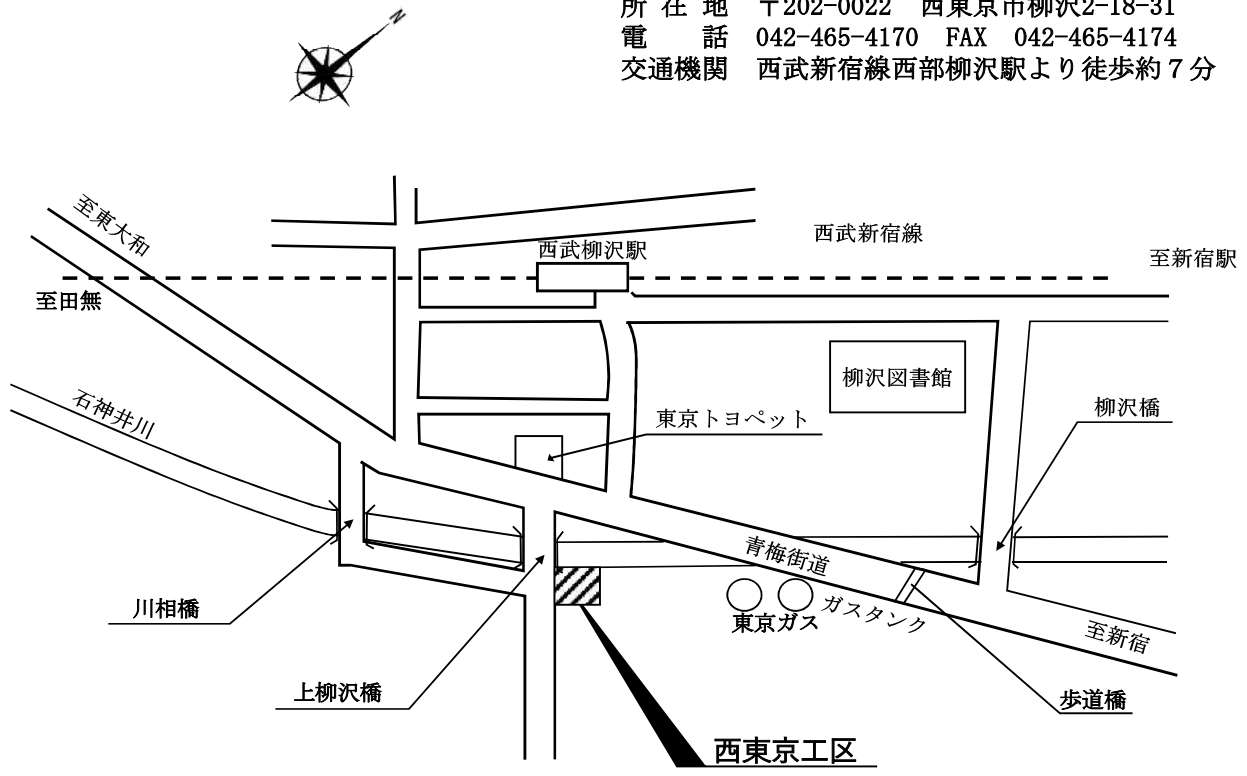 所在地 〒202-0022 西東京市柳沢2-18-31
電話 042-465-4170 FAX 042-465-4174
交通機関 西武新宿線西部柳沢駅より徒歩約７分
N
至東大和
西武新宿線
西武柳沢駅
至新宿駅
至田無
柳沢図書館
石神井川
東京トヨペット
柳沢橋
青梅街道
川相橋
ガスタンク
東京ガス
至新宿
上柳沢橋
歩道橋
西東京工区